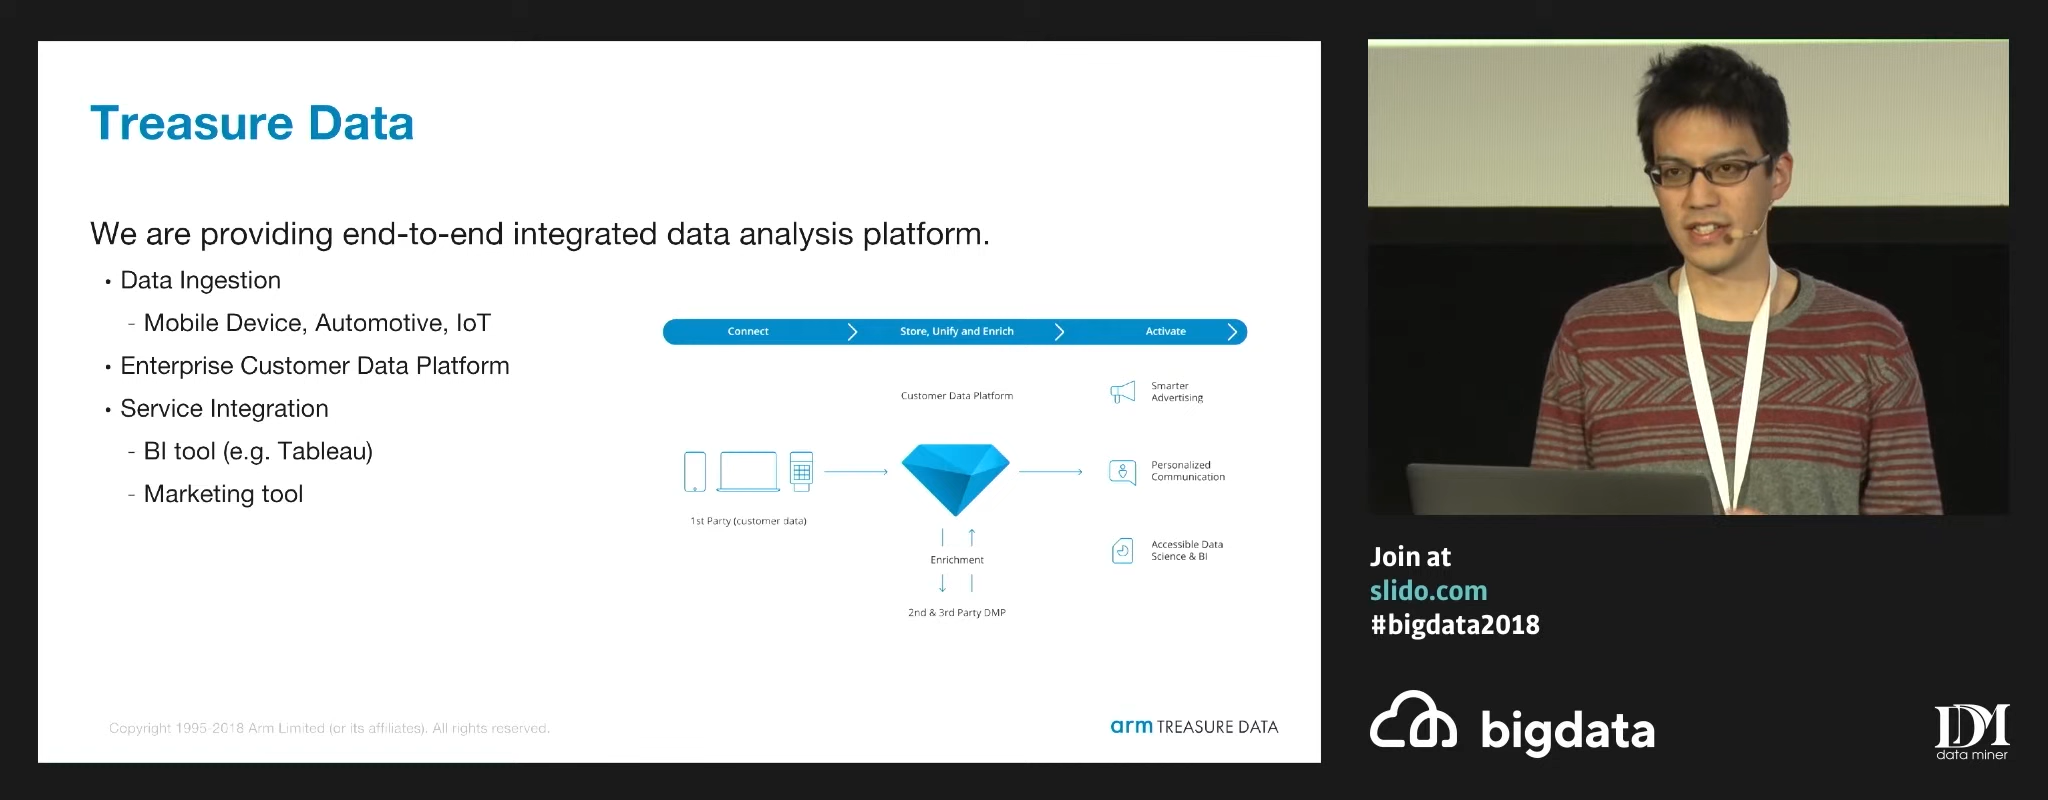 Treasure Data
We are providing end-to-end integrated data analysis platform.
• Data Ingestion
- Mobile Device, Automotive, IoT
• Enterprise Customer Data Platform
• Service Integration
- BI tool (e.g. Tableau)
- Marketing tool
Connect
Store, Unify and Enrich
Activate
Customer Data Platform
1st Party (customer data)
Enrichment
2nd & 3rd Party DMP
Smarter
Advertising
Personalized
Communication
Accessible Data
Science & BI
Copyright 1995-2018 Arm Limited (or its affiliates). All rights reserved.
arm TREASURE DATA
Join at
slido.com
#bigdata2018
bigdata
DM
data miner